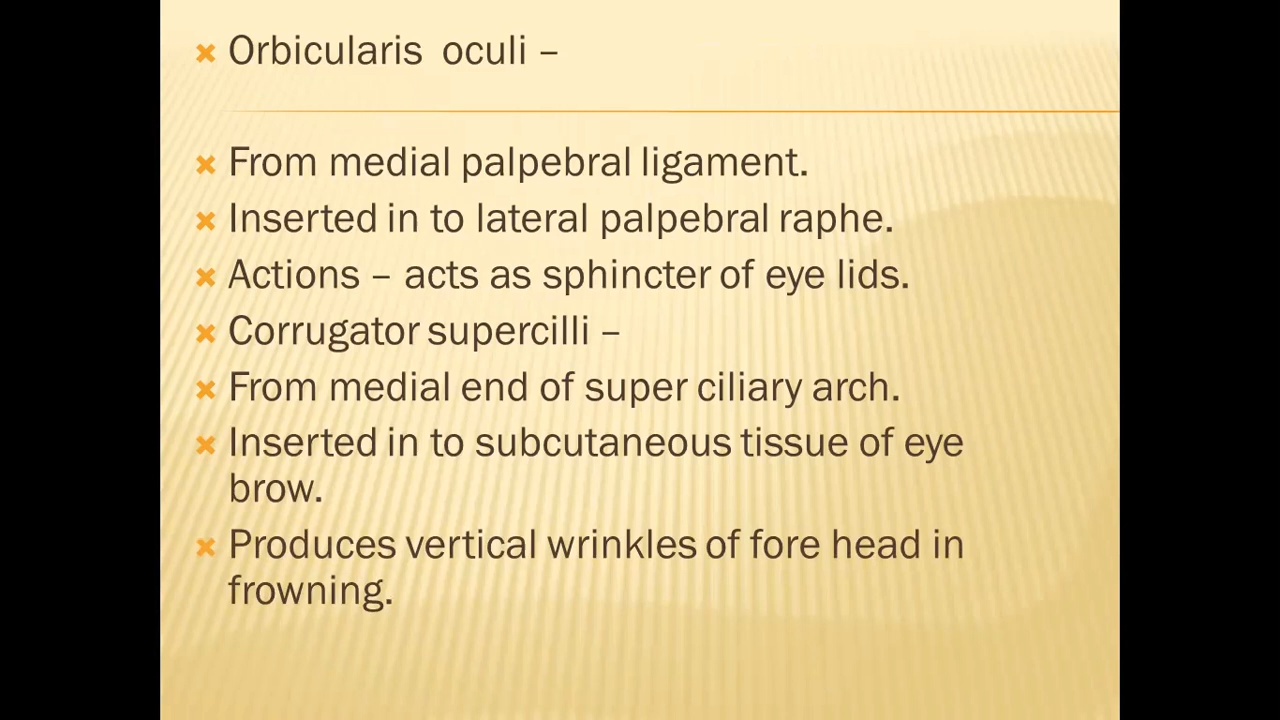 Orbicularis  oculi –
From medial palpebral ligament.
Inserted in to lateral palpebral raphe.
Actions – acts as sphincter of eye lids.
Corrugator supercilli –
From medial end of super ciliary arch.
Inserted in to subcutaneous tissue of eye
brow.
Produces vertical wrinkles of fore head in
frowning.